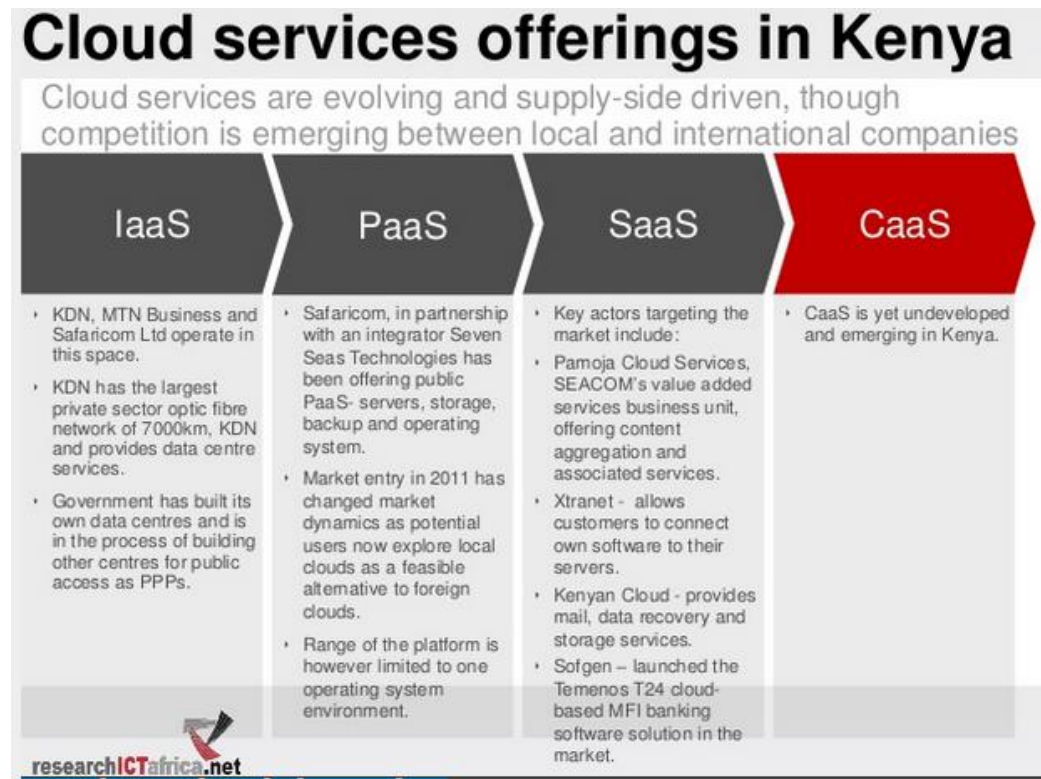 Cloud services offerings in Kenya
Cloud services are evolving and supply-side driven, though
competition is emerging between local and international companies
IaaS
KDN, MTN Business and
Safaricom Ltd operate in
this space.
KDN has the largest
private sector optic fibre
network of 7000km, KDN
and provides data centre
services.
Government has built its
own data centres and is
in the process of building
other centres for public
access as PPPs.
PaaS
Safaricom, in partnership
with an integrator Seven
Seas Technologies has
been offering public
PaaS- servers, storage,
backup and operating
system.
Market entry in 2011 has
changed market
dynamics as potential
users now explore local
clouds as a feasible
alternative to foreign
clouds.
Range of the platform is
however limited to one
operating system
environment.
SaaS
Key actors targeting the
market include:
Pamoja Cloud Services,
SEACOM's value added
services business unit,
offering content
aggregation and
associated services.
Xtranet - allows
customers to connect
own software to their
servers.
Kenyan Cloud - provides
mail, data recovery and
storage services.
Sofgen – launched the
Temenos T24 cloud-
based MFI banking
software solution in the
market.
CaaS
CaaS is yet undeveloped
and emerging in Kenya.
researchICTafrica.net